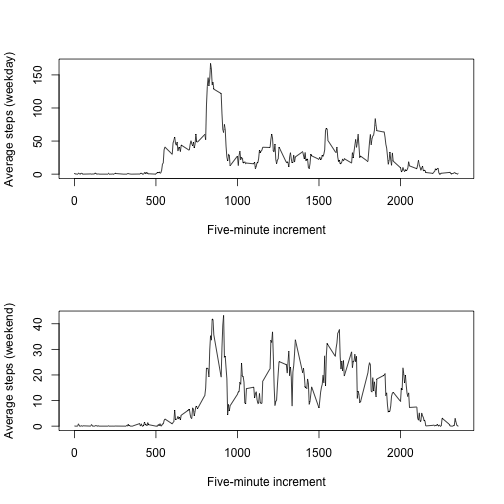 Average steps (weekday)
150
100
50
0
0 500 1000 1500 2000
Five-minute increment
Average steps (weekend)
40
30
20
10
0
0 500 1000 1500 2000
Five-minute increment